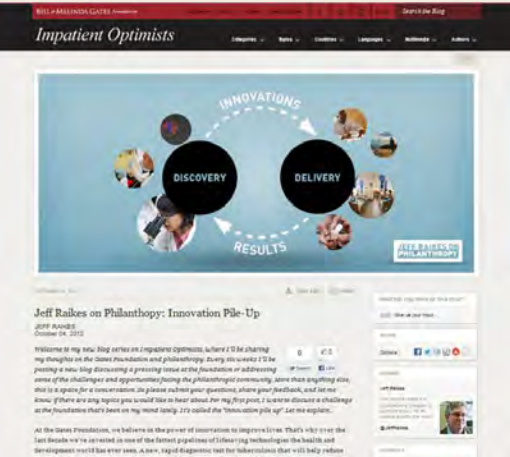 BILL & MELINDA GATES foundation
Search the Blog
Impatient Optimists
Categories
Topics
Countries
Languages
Multimedia
Authors
INNOVATIONS
DISCOVERY
DELIVERY
RESULTS
JEFF RAIKES ON
PHILANTHROPY
Jeff Raikes on Philanthropy: Innovation Pile-Up
JEFF RAIKES
October 04, 2012
Welcome to my new blog series on Impatient Optimists, where I'll be sharing
my thoughts on the Gates Foundation and philanthropy. Every six weeks I'll be
posting a new blog discussing a pressing issue at the foundation or addressing
some of the challenges and opportunities facing the philanthropic community. More than anything else,
this is a space for a conversation. So please submit your questions, share your feedback, and let me
know if there are any topics you would like to hear about. For my first post, I want to discuss a challenge
at the foundation that's been on my mind lately. It's called the "innovation pile up". Let me explain.
At the Gates Foundation, we believe in the power of innovation to improve lives. That's why over the
last decade we've invested in one of the fastest pipelines of lifesaving technologies the health and
development world has ever seen. A new, rapid diagnostic test for tuberculosis that will help reduce